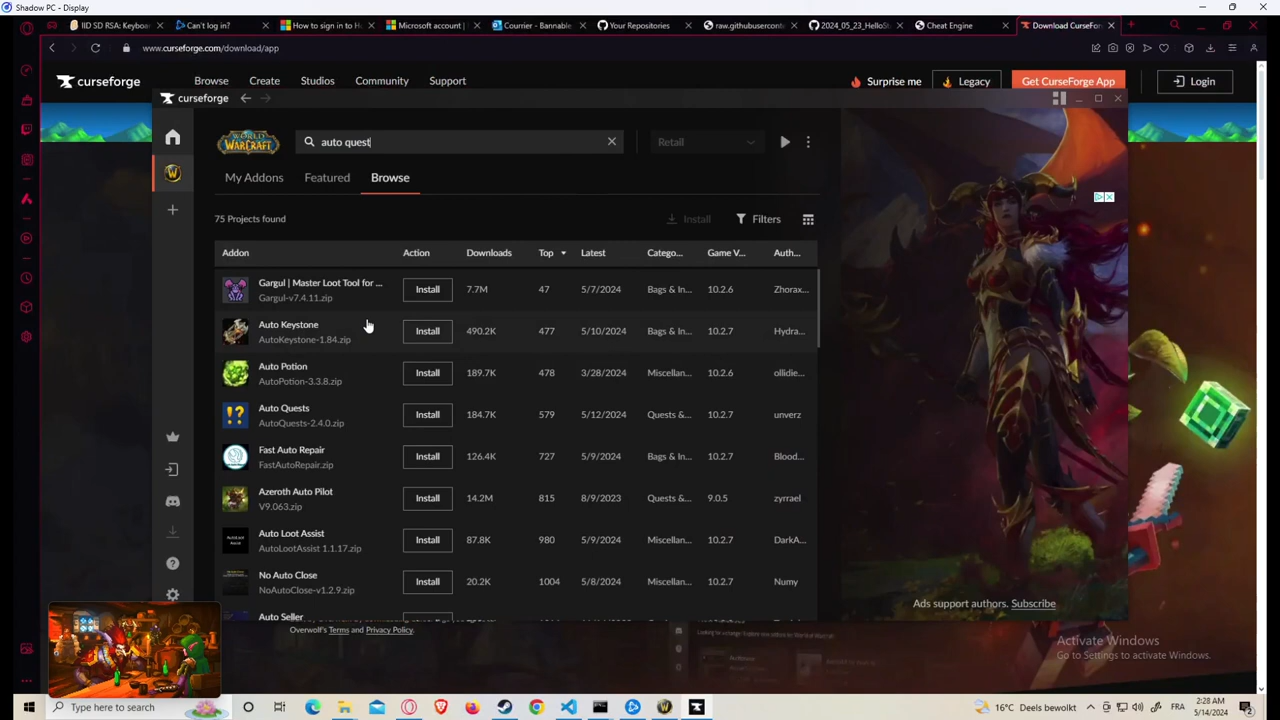 Shadow PC - Display
IID SD RSA: Keyboar
Can't log in?
How to sign in to H
Microsoft account |
Courrier - Bannable
Your Repositories
raw.githubusercont
2024_05_23_HelloSt
Cheat Engine
Download CurseFor
www.curseforge.com/download/app
curseforge
Browse
Create
Studios
Community
Support
Surprise me
Legacy
Get CurseForge App
Login
curseforge
WORLD OF WARCRAFT
auto quest
Retail
My Addons
Featured
Browse
75 Projects found
Install
Filters
Addon
Action
Downloads
Top
Latest
Catego...
Game V...
Auth...
Gargul | Master Loot Tool for ...
Gargul-v7.4.11.zip
Install
7.7M
47
5/7/2024
Bags & In...
10.2.6
Zhorax...
Auto Keystone
AutoKeystone-1.84.zip
Install
490.2K
477
5/10/2024
Bags & In...
10.2.7
Hydra...
Auto Potion
AutoPotion-3.3.8.zip
Install
189.7K
478
3/28/2024
Miscellan...
10.2.6
ollidie...
Auto Quests
AutoQuests-2.4.0.zip
Install
184.7K
579
5/12/2024
Quests &...
10.2.7
unverz
Fast Auto Repair
FastAutoRepair.zip
Install
126.4K
727
5/9/2024
Bags & In...
10.2.7
Blood...
Azeroth Auto Pilot
V9.063.zip
Install
14.2M
815
8/9/2023
Quests &...
9.0.5
zyrrael
Auto Loot Assist
AutoLootAssist 1.1.17.zip
Install
87.8K
980
5/9/2024
Miscellan...
10.2.7
DarkA...
No Auto Close
NoAutoClose-v1.2.9.zip
Install
20.2K
1004
5/8/2024
Miscellan...
10.2.7
Numy
Auto Seller
Ads support authors. Subscribe
Terms and Privacy Policy.
Activate Windows
Go to Settings to activate Windows.
Type here to search
16°C Deels bewolkt
FRA
2:28 AM
5/14/2024